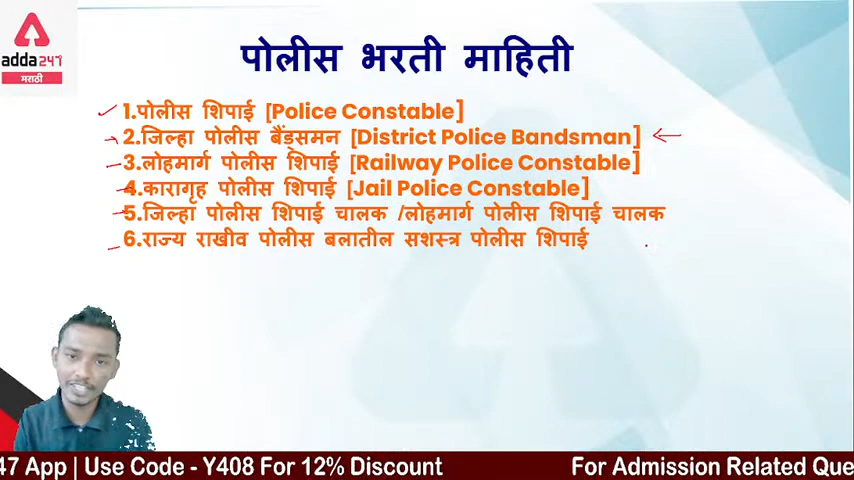 adda247
मराठी
पोलीस भरती माहिती
1.पोलीस शिपाई [Police Constable]
2.जिल्हा पोलीस बैंड्समन [District Police Bandsman]
3.लोहमार्ग पोलीस शिपाई [Railway Police Constable]
4.कारागृह पोलीस शिपाई [Jail Police Constable]
5.जिल्हा पोलीस शिपाई चालक /लोहमार्ग पोलीस शिपाई चालक
6.राज्य राखीव पोलीस बलातील सशस्त्र पोलीस शिपाई
47 App | Use Code - Y408 For 12% Discount For Admission Related Que